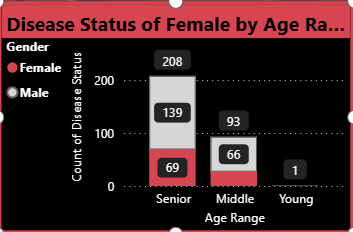 Disease Status of Female by Age Ra...
Gender
Female
Male
Count of Disease Status
200
100
0
208
139
69
93
66
1
Senior
Middle
Young
Age Range